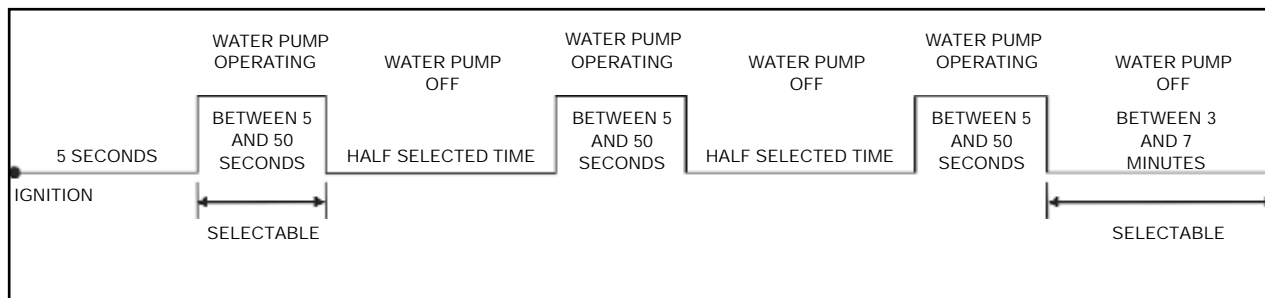 WATER PUMP
OPERATING
WATER PUMP
OFF
WATER PUMP
OPERATING
WATER PUMP
OFF
WATER PUMP
OPERATING
WATER PUMP
OFF
5 SECONDS
BETWEEN 5
AND 50
SECONDS
HALF SELECTED TIME
BETWEEN 5
AND 50
SECONDS
HALF SELECTED TIME
BETWEEN 5
AND 50
SECONDS
BETWEEN 3
AND 7
MINUTES
IGNITION
SELECTABLE
SELECTABLE